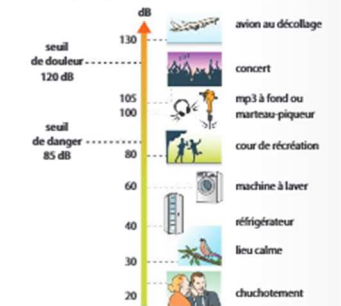 dB
avion au décollage
130
seuil
de douleur
120 dB
concert
105
100
mp3 à fond ou
marteau-piqueur
seuil
de danger
85 dB
cour de récréation
80
60
machine à laver
réfrigérateur
40
lieu calme
30
chuchotement
20